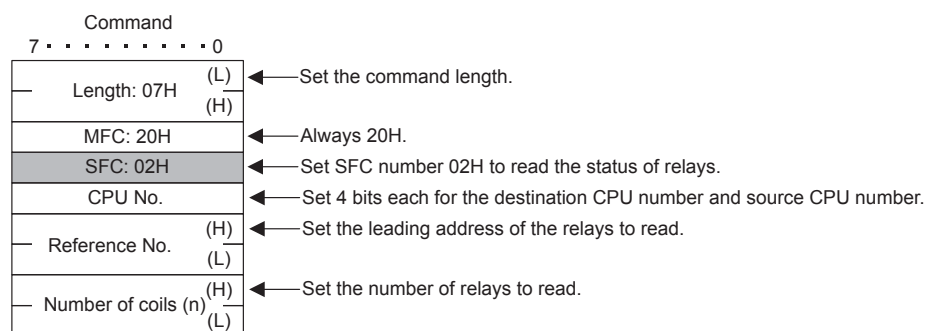 Command
7 · · · · · · · · · 0
Length: 07H (L) Set the command length.
(H)
MFC: 20H Always 20H.
SFC: 02H Set SFC number 02H to read the status of relays.
CPU No. Set 4 bits each for the destination CPU number and source CPU number.
Reference No. (H) Set the leading address of the relays to read.
(L)
Number of coils (n) (H) Set the number of relays to read.
(L)